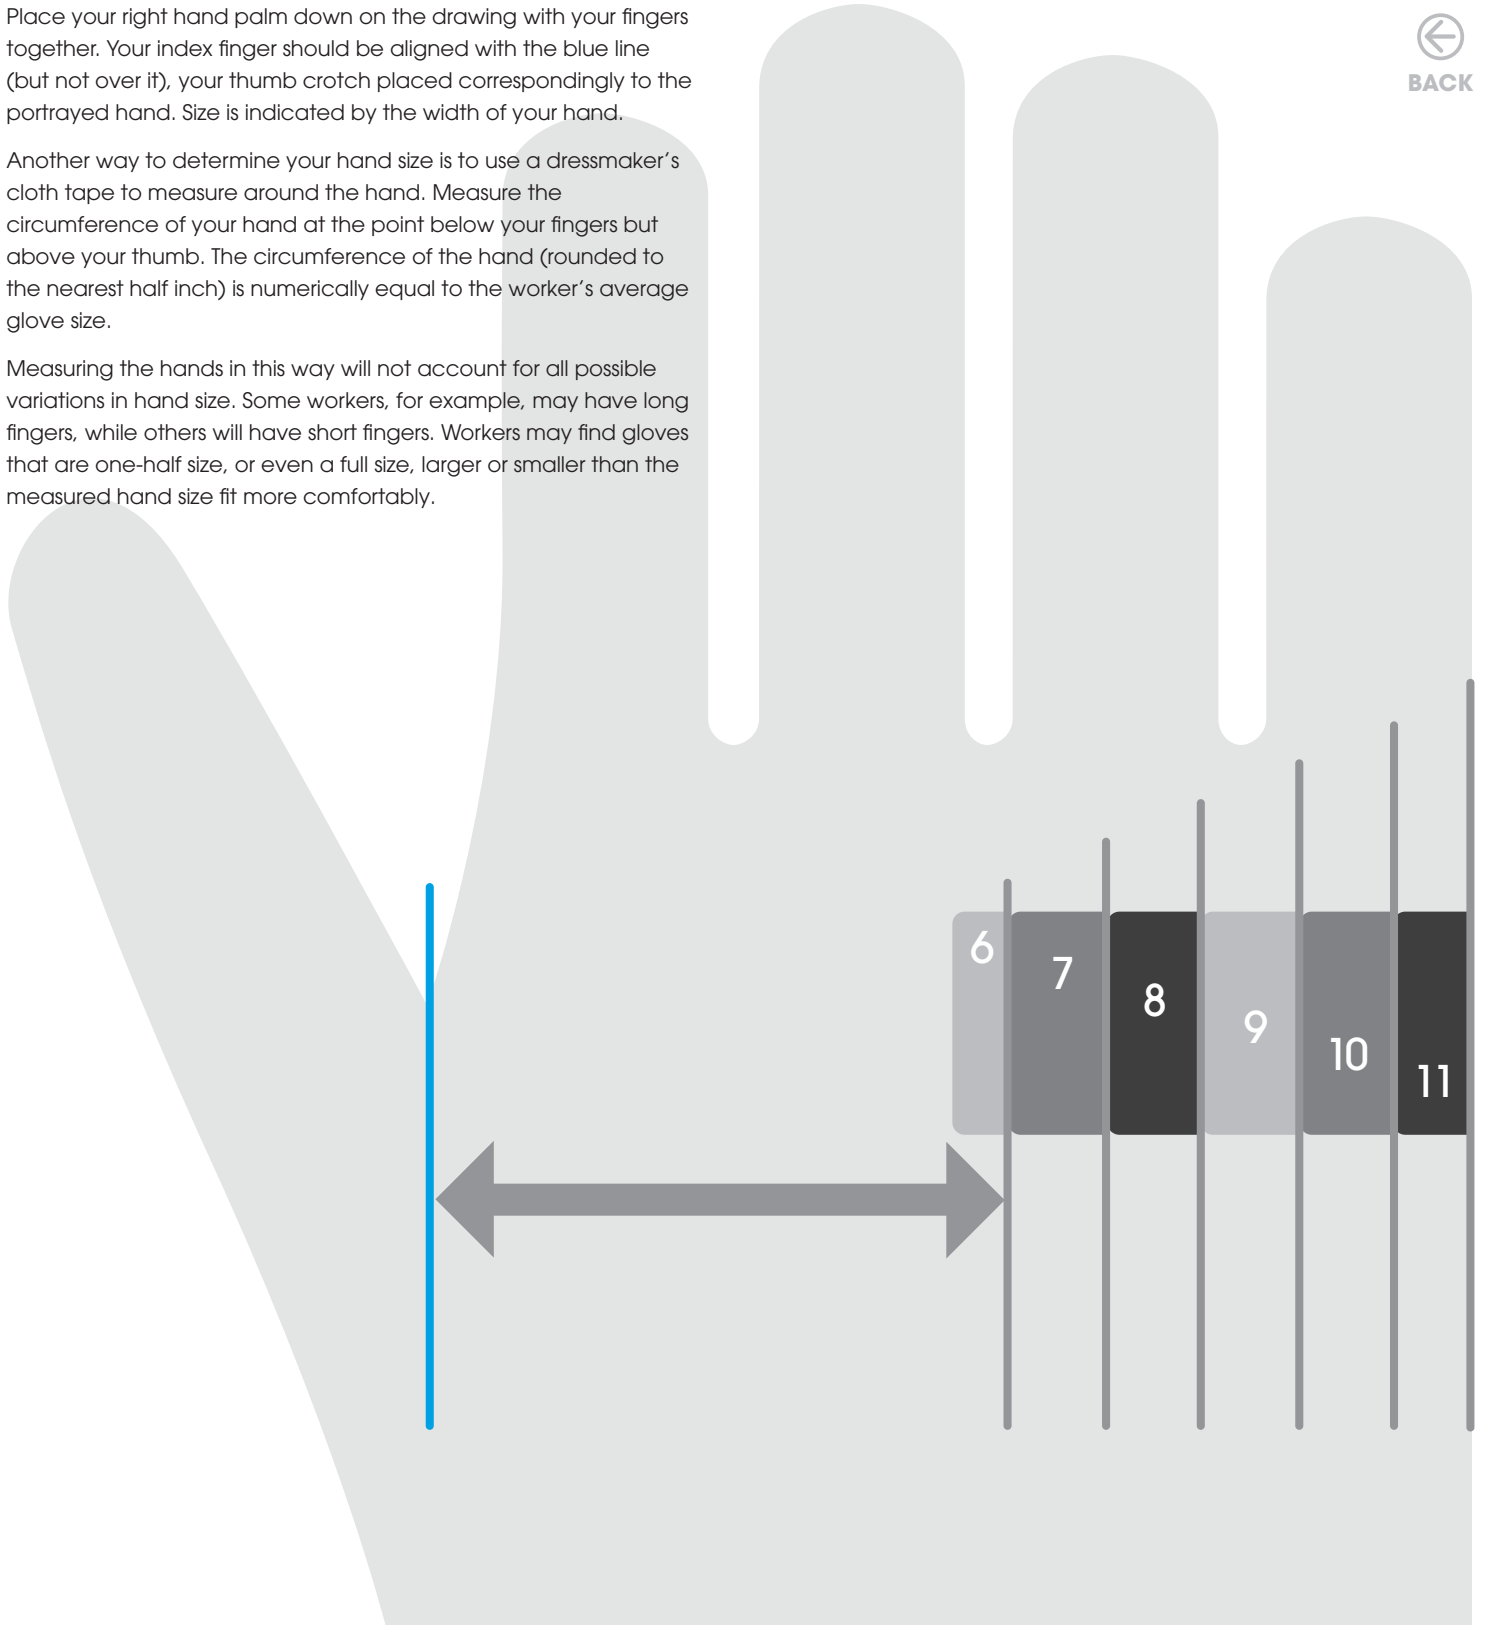 Place your right hand palm down on the drawing with your fingers
together. Your index finger should be aligned with the blue line
(but not over it), your thumb crotch placed correspondingly to the
portrayed hand. Size is indicated by the width of your hand.
Another way to determine your hand size is to use a dressmaker’s
cloth tape to measure around the hand. Measure the
circumference of your hand at the point below your fingers but
above your thumb. The circumference of the hand (rounded to
the nearest half inch) is numerically equal to the worker’s average
glove size.
Measuring the hands in this way will not account for all possible
variations in hand size. Some workers, for example, may have long
fingers, while others will have short fingers. Workers may find gloves
that are one-half size, or even a full size, larger or smaller than the
measured hand size fit more comfortably.
BACK
6
7
8
9
10
11